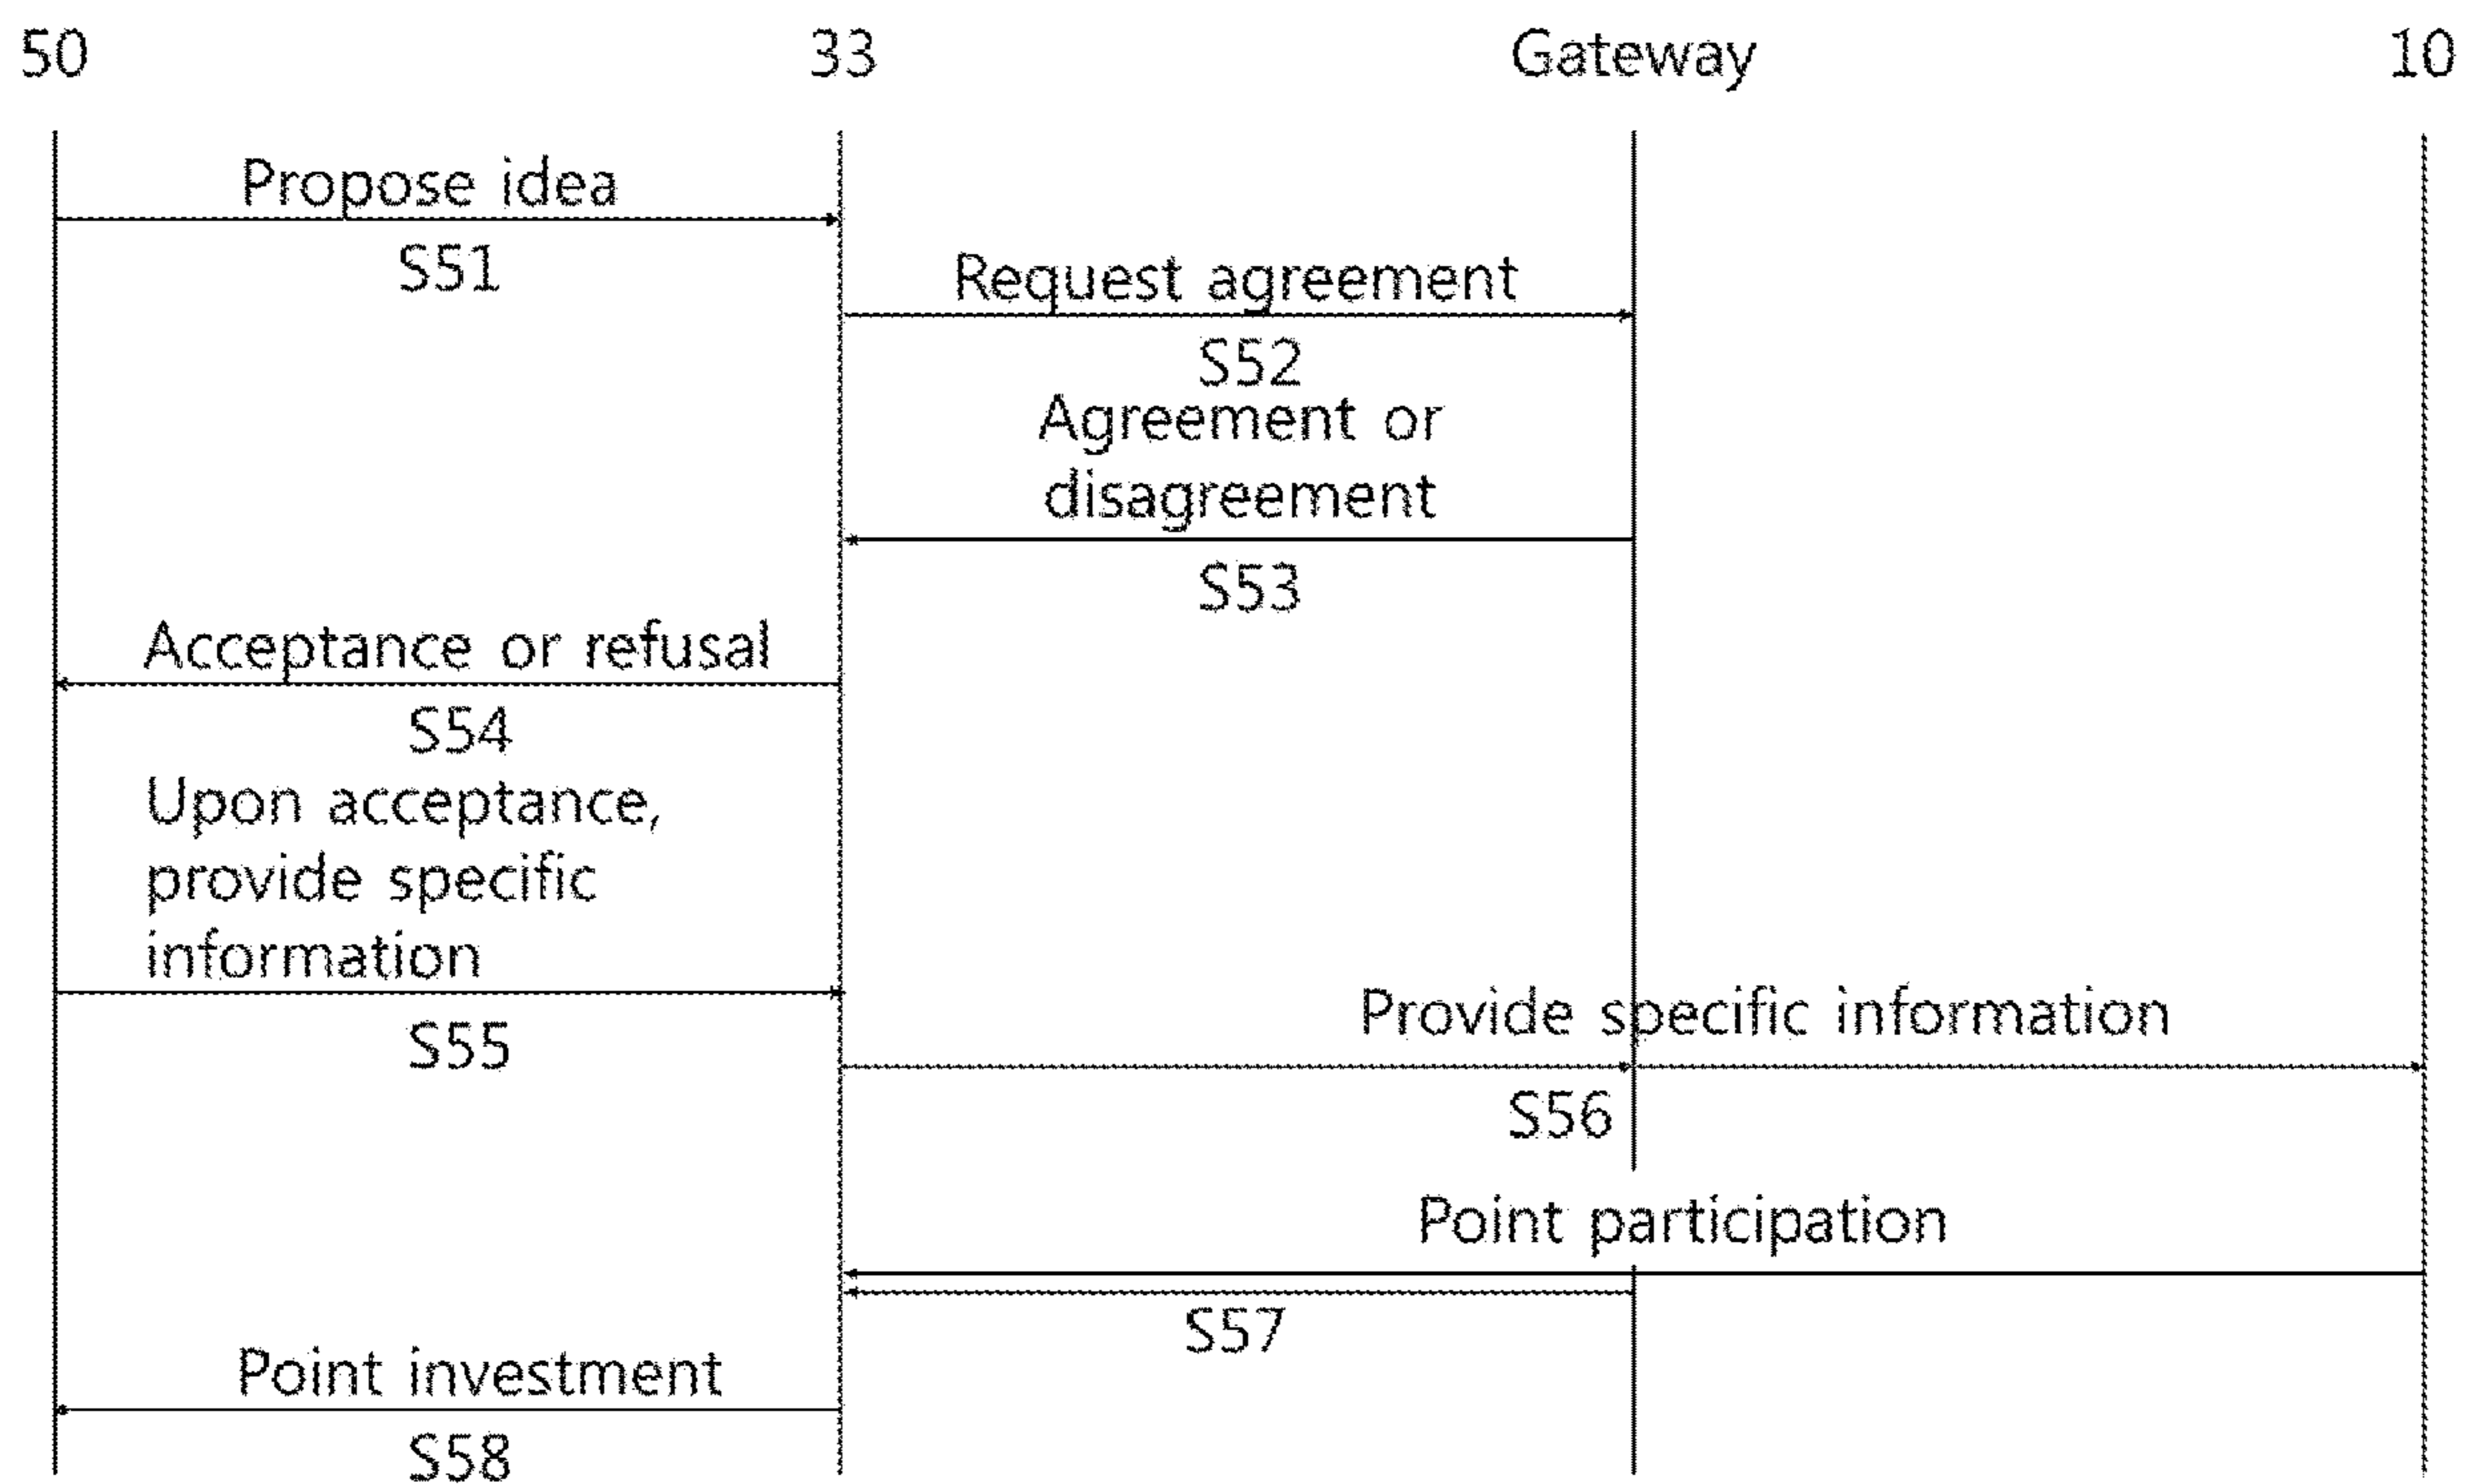 50 33 Gateway 10
Propose idea
S51
Request agreement
S52
Agreement or
disagreement
S53
Acceptance or refusal
S54
Upon acceptance,
provide specific
information
S55
Provide specific information
S56
Point participation
S57
Point investment
S58